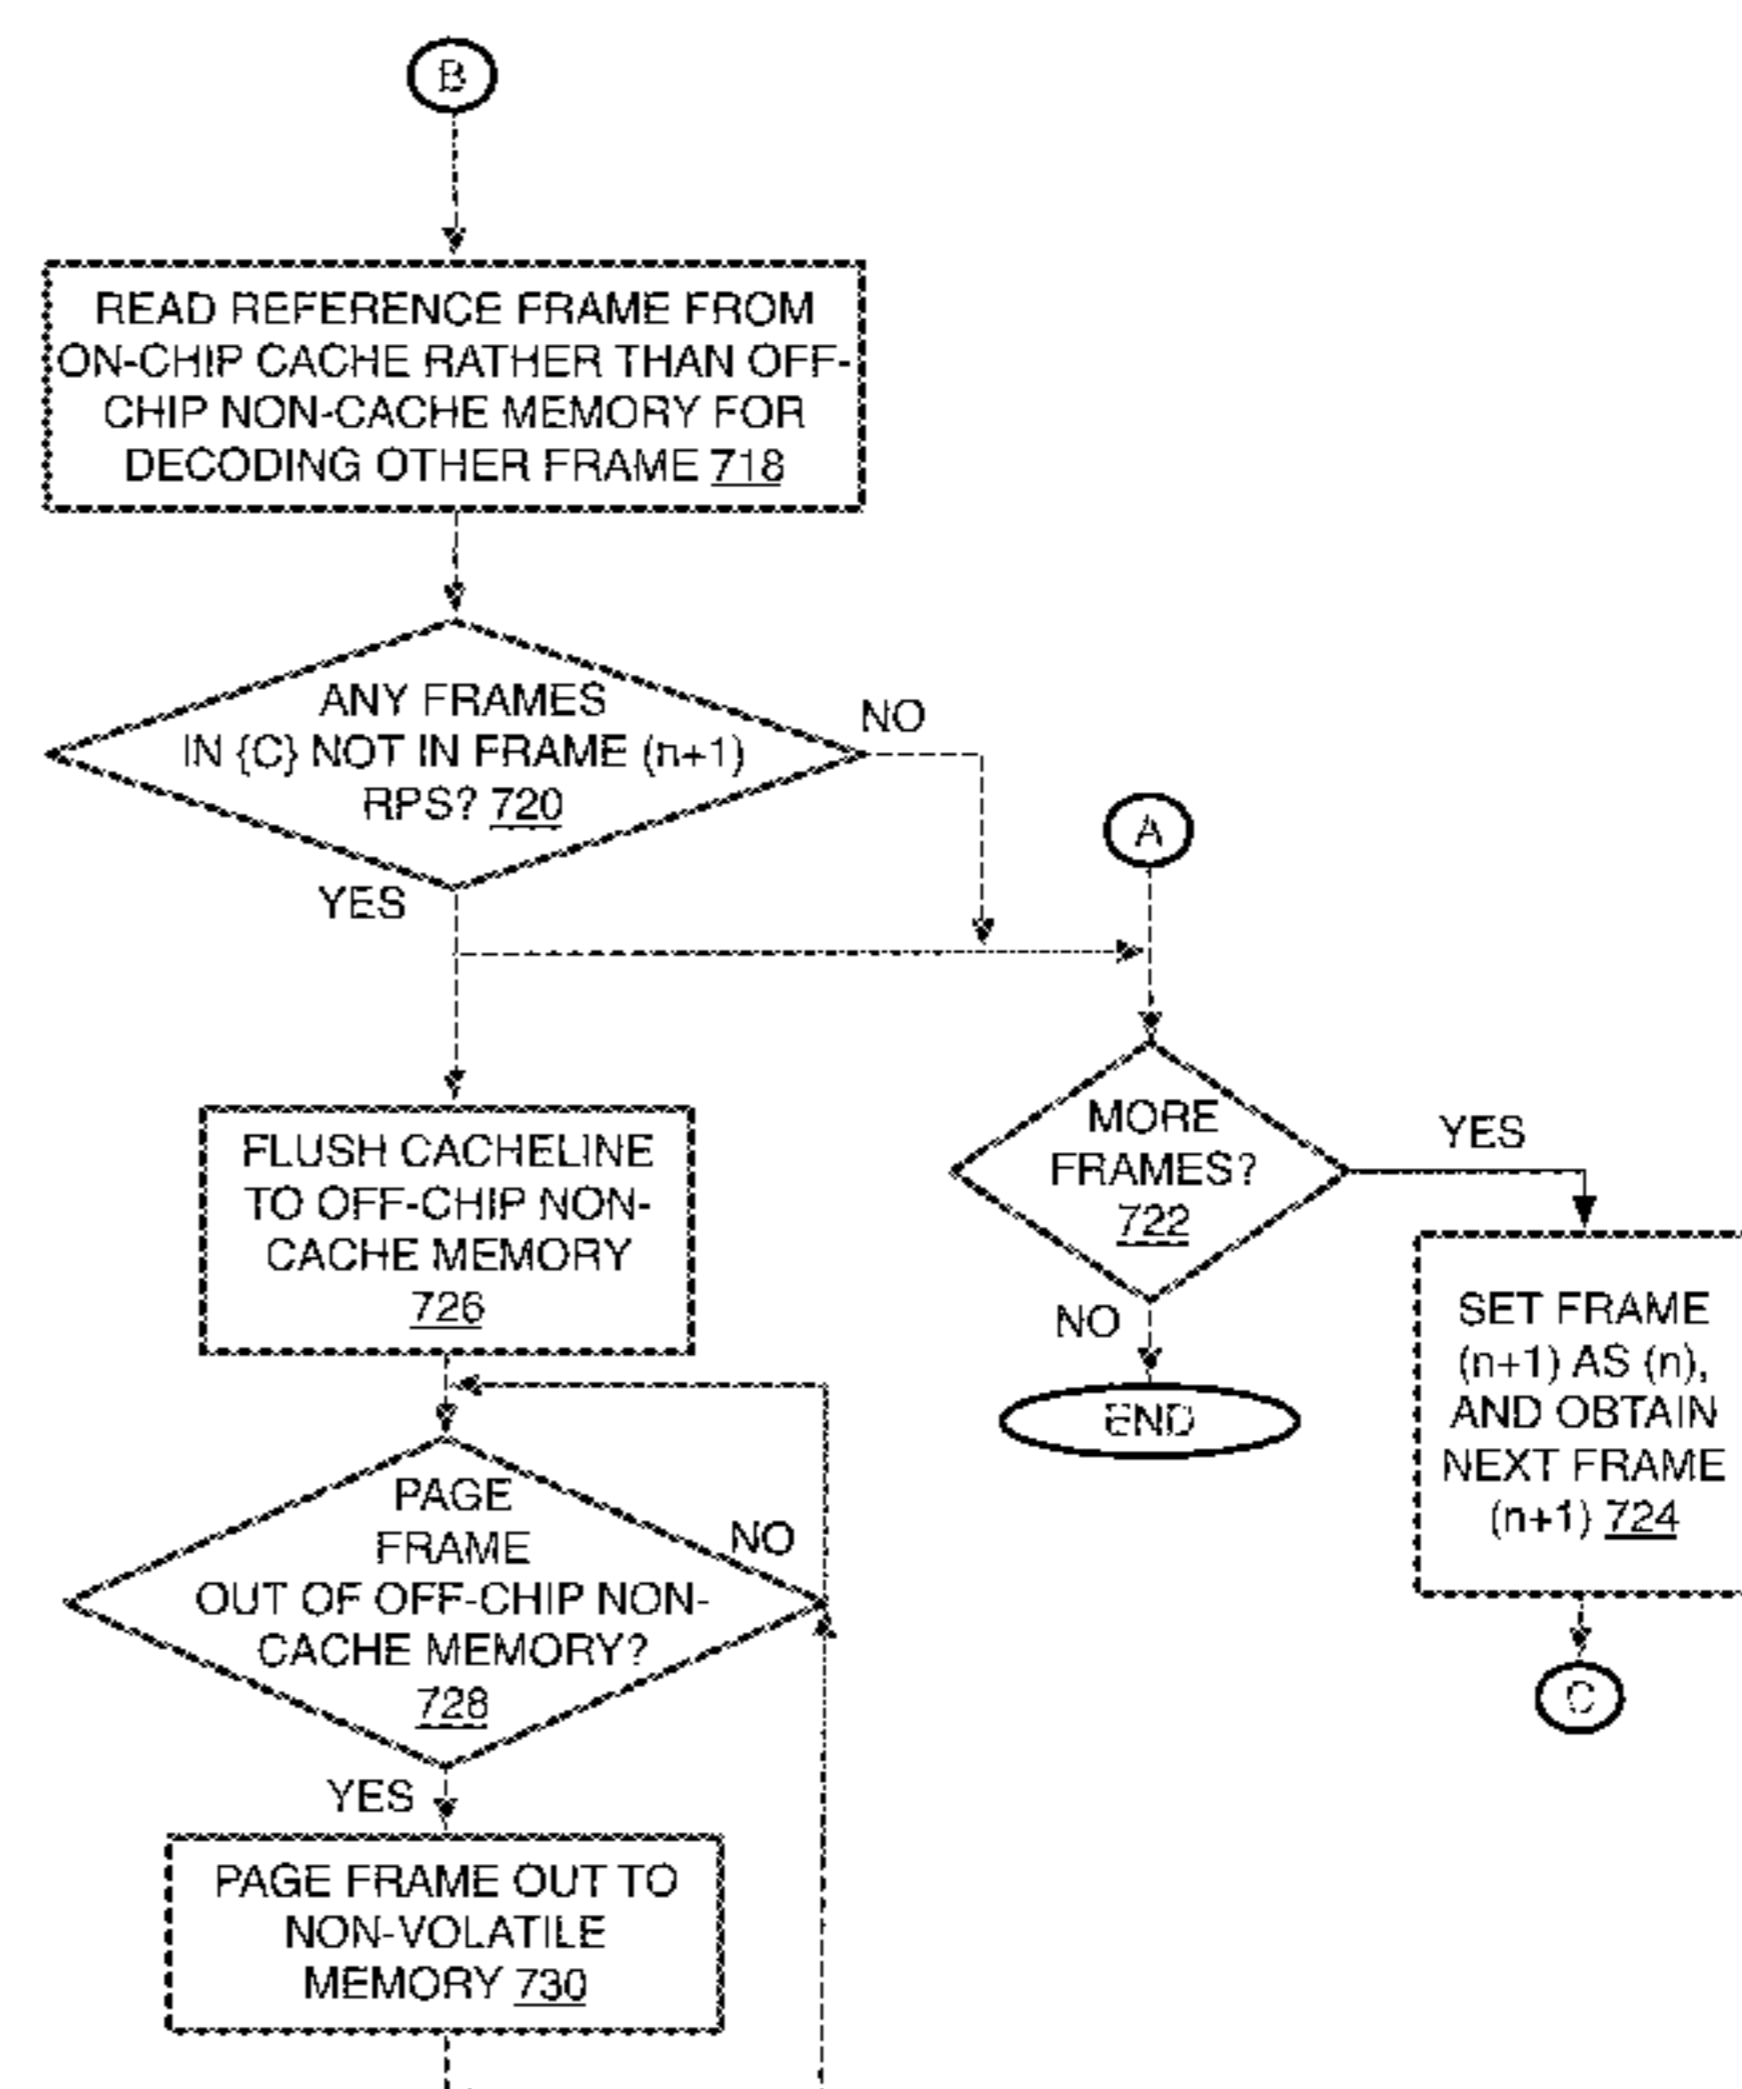 B
READ REFERENCE FRAME FROM
ON-CHIP CACHE RATHER THAN OFF-
CHIP NON-CACHE MEMORY FOR
DECODING OTHER FRAME 718
ANY FRAMES
IN {C} NOT IN FRAME (n+1)
RPS? 720
NO
YES
A
MORE
FRAMES?
722
YES
NO
END
SET FRAME
(n+1) AS (n),
AND OBTAIN
NEXT FRAME
(n+1) 724
C
FLUSH CACHELINE
TO OFF-CHIP NON-
CACHE MEMORY
726
PAGE
FRAME
OUT OF OFF-CHIP NON-
CACHE MEMORY?
728
NO
YES
PAGE FRAME OUT TO
NON-VOLATILE
MEMORY 730